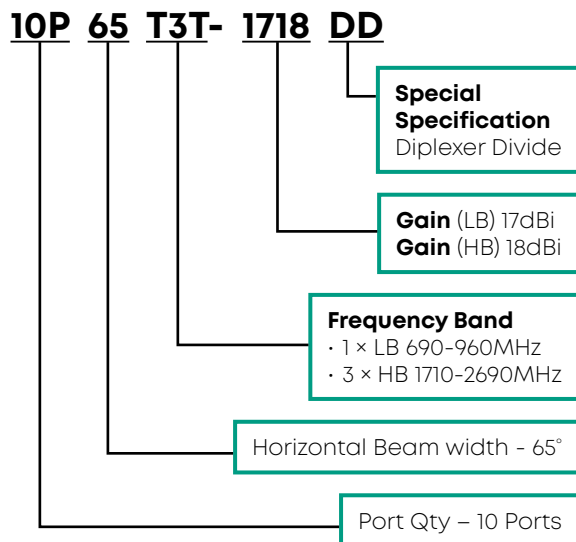 10P 65 T3T- 1718 DD
Special
Specification
Diplexer Divide
Gain (LB) 17dBi
Gain (HB) 18dBi
Frequency Band
· 1 × LB 690-960MHz
· 3 × HB 1710-2690MHz
Horizontal Beam width - 65°
Port Qty – 10 Ports